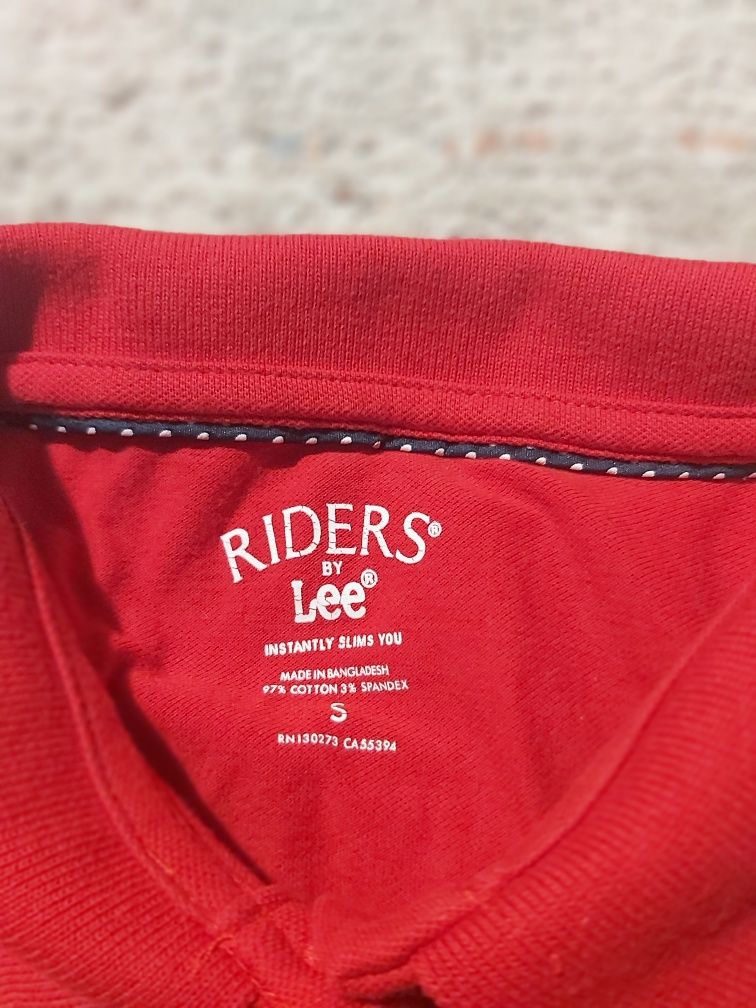 RIDERS®
BY
Lee®
INSTANTLY SLIMS YOU
MADE IN BANGLADESH
97% COTTON 3% SPANDEX
S
RN130273 CA55394